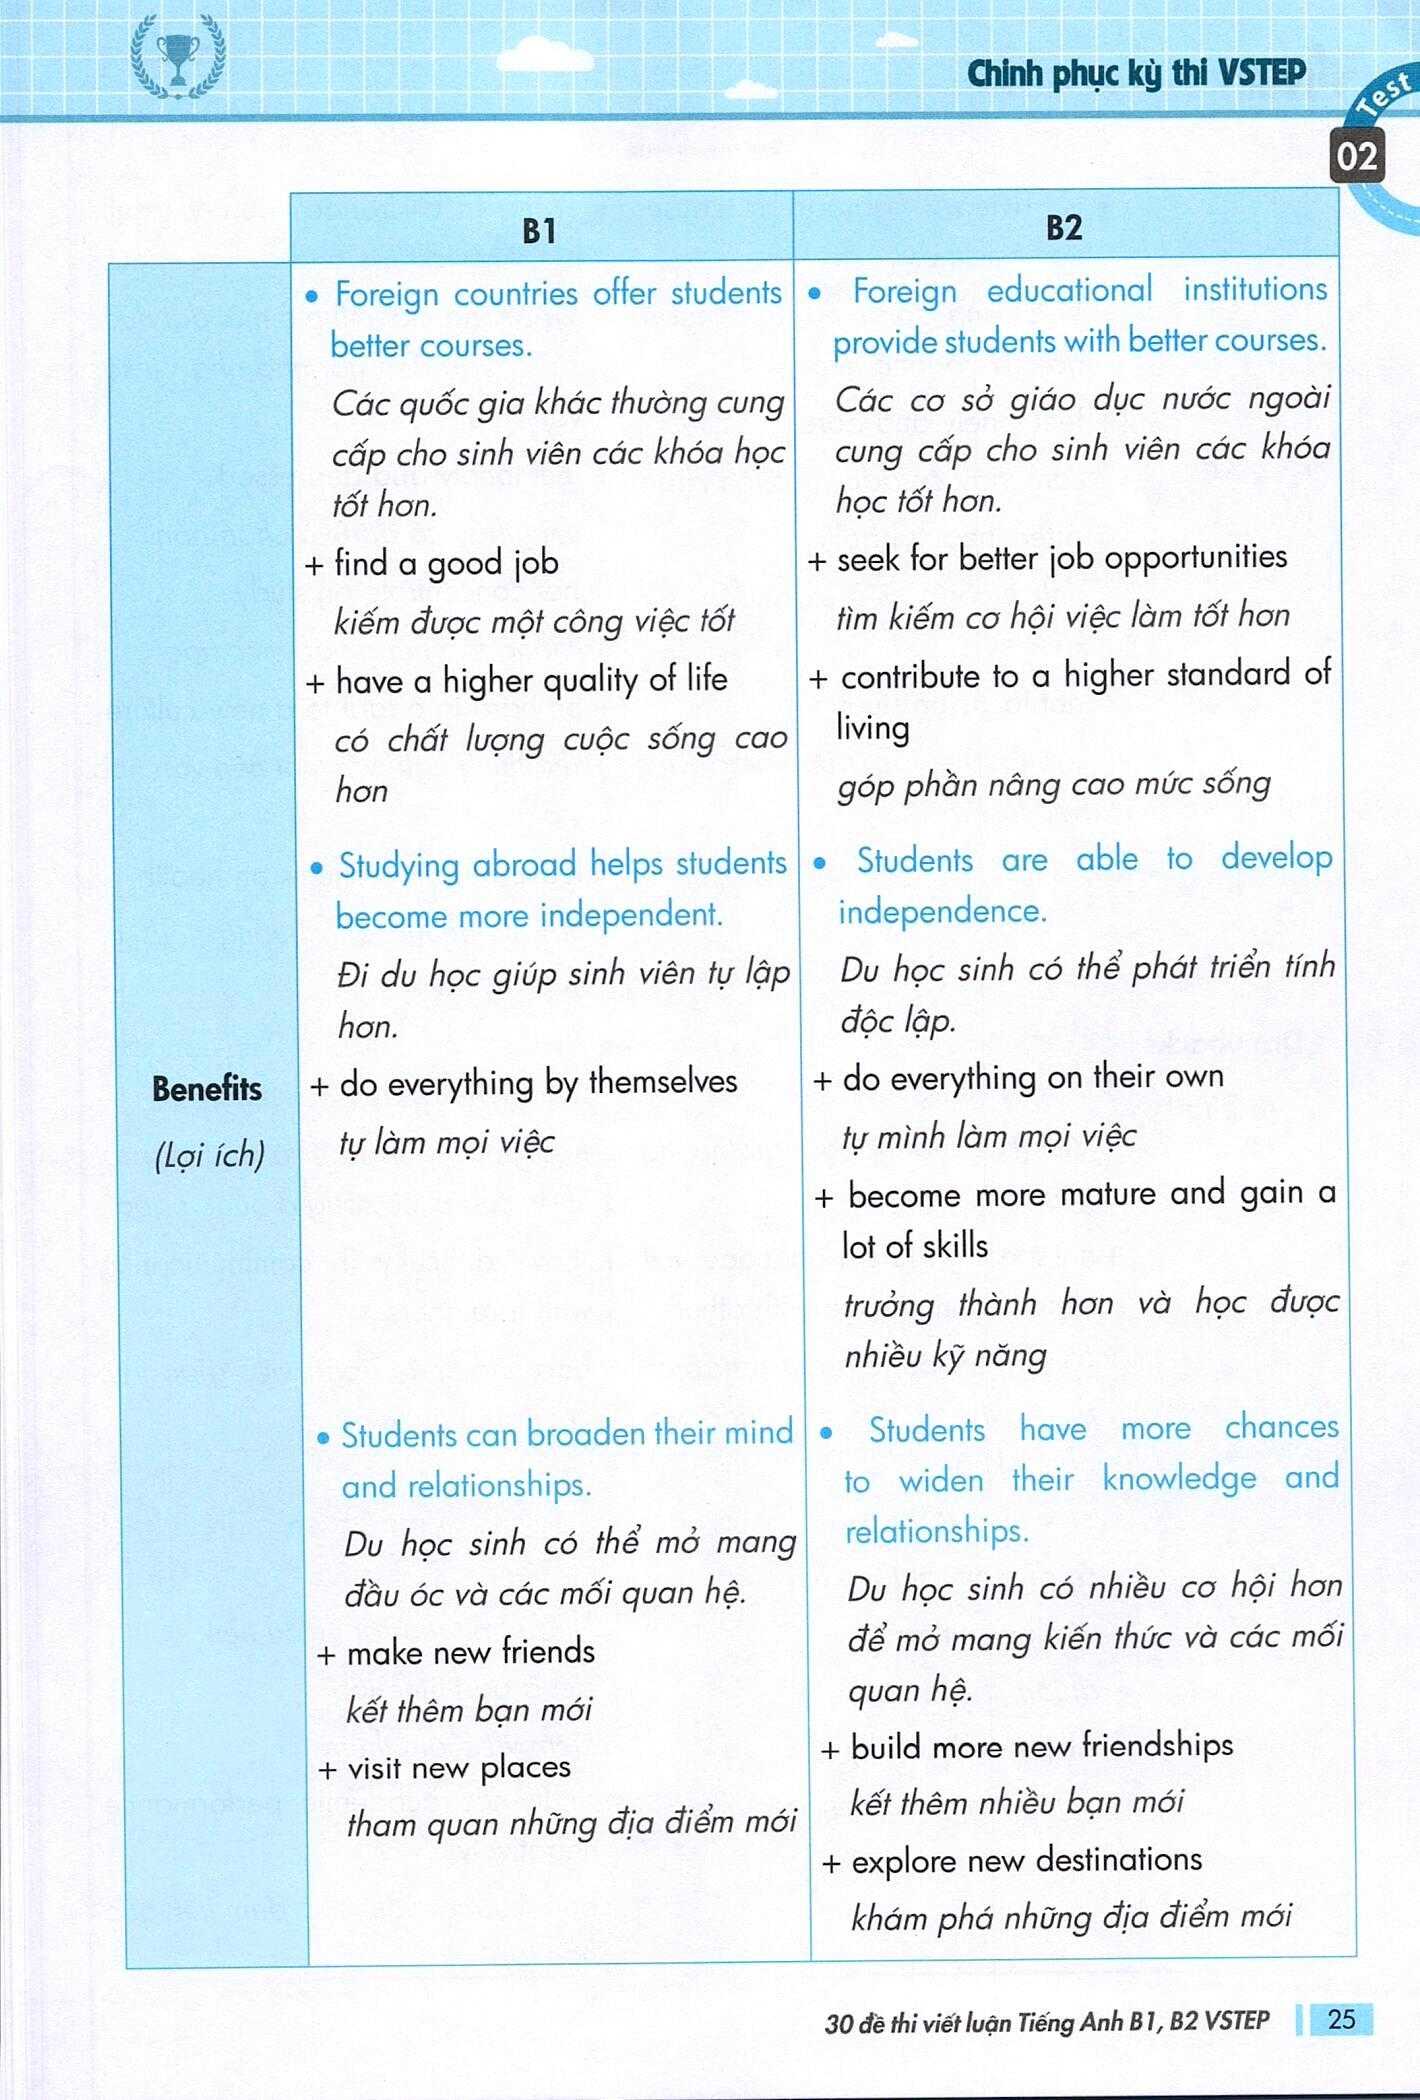 Chinh phục kỳ thi VSTEP
Test
02
B1
B2
Benefits
(Lợi ích)
• Foreign countries offer students
better courses.
Các quốc gia khác thường cung
cấp cho sinh viên các khóa học
tốt hơn.
+ find a good job
kiếm được một công việc tốt
+ have a higher quality of life
có chất lượng cuộc sống cao
hơn
• Studying abroad helps students
become more independent.
Đi du học giúp sinh viên tự lập
hơn.
+ do everything by themselves
tự làm mọi việc
• Students can broaden their mind
and relationships.
Du học sinh có thể mở mang
đầu óc và các mối quan hệ.
+ make new friends
kết thêm bạn mới
+ visit new places
tham quan những địa điểm mới
• Foreign educational institutions
provide students with better courses.
Các cơ sở giáo dục nước ngoài
cung cấp cho sinh viên các khóa
học tốt hơn.
+ seek for better job opportunities
tìm kiếm cơ hội việc làm tốt hơn
+ contribute to a higher standard of
living
góp phần nâng cao mức sống
• Students are able to develop
independence.
Du học sinh có thể phát triển tính
độc lập.
+ do everything on their own
tự mình làm mọi việc
+ become more mature and gain a
lot of skills
trưởng thành hơn và học được
nhiều kỹ năng
• Students have more chances
to widen their knowledge and
relationships.
Du học sinh có nhiều cơ hội hơn
để mở mang kiến thức và các mối
quan hệ.
+ build more new friendships
kết thêm nhiều bạn mới
+ explore new destinations
khám phá những địa điểm mới
30 đề thi viết luận Tiếng Anh B1, B2 VSTEP
25